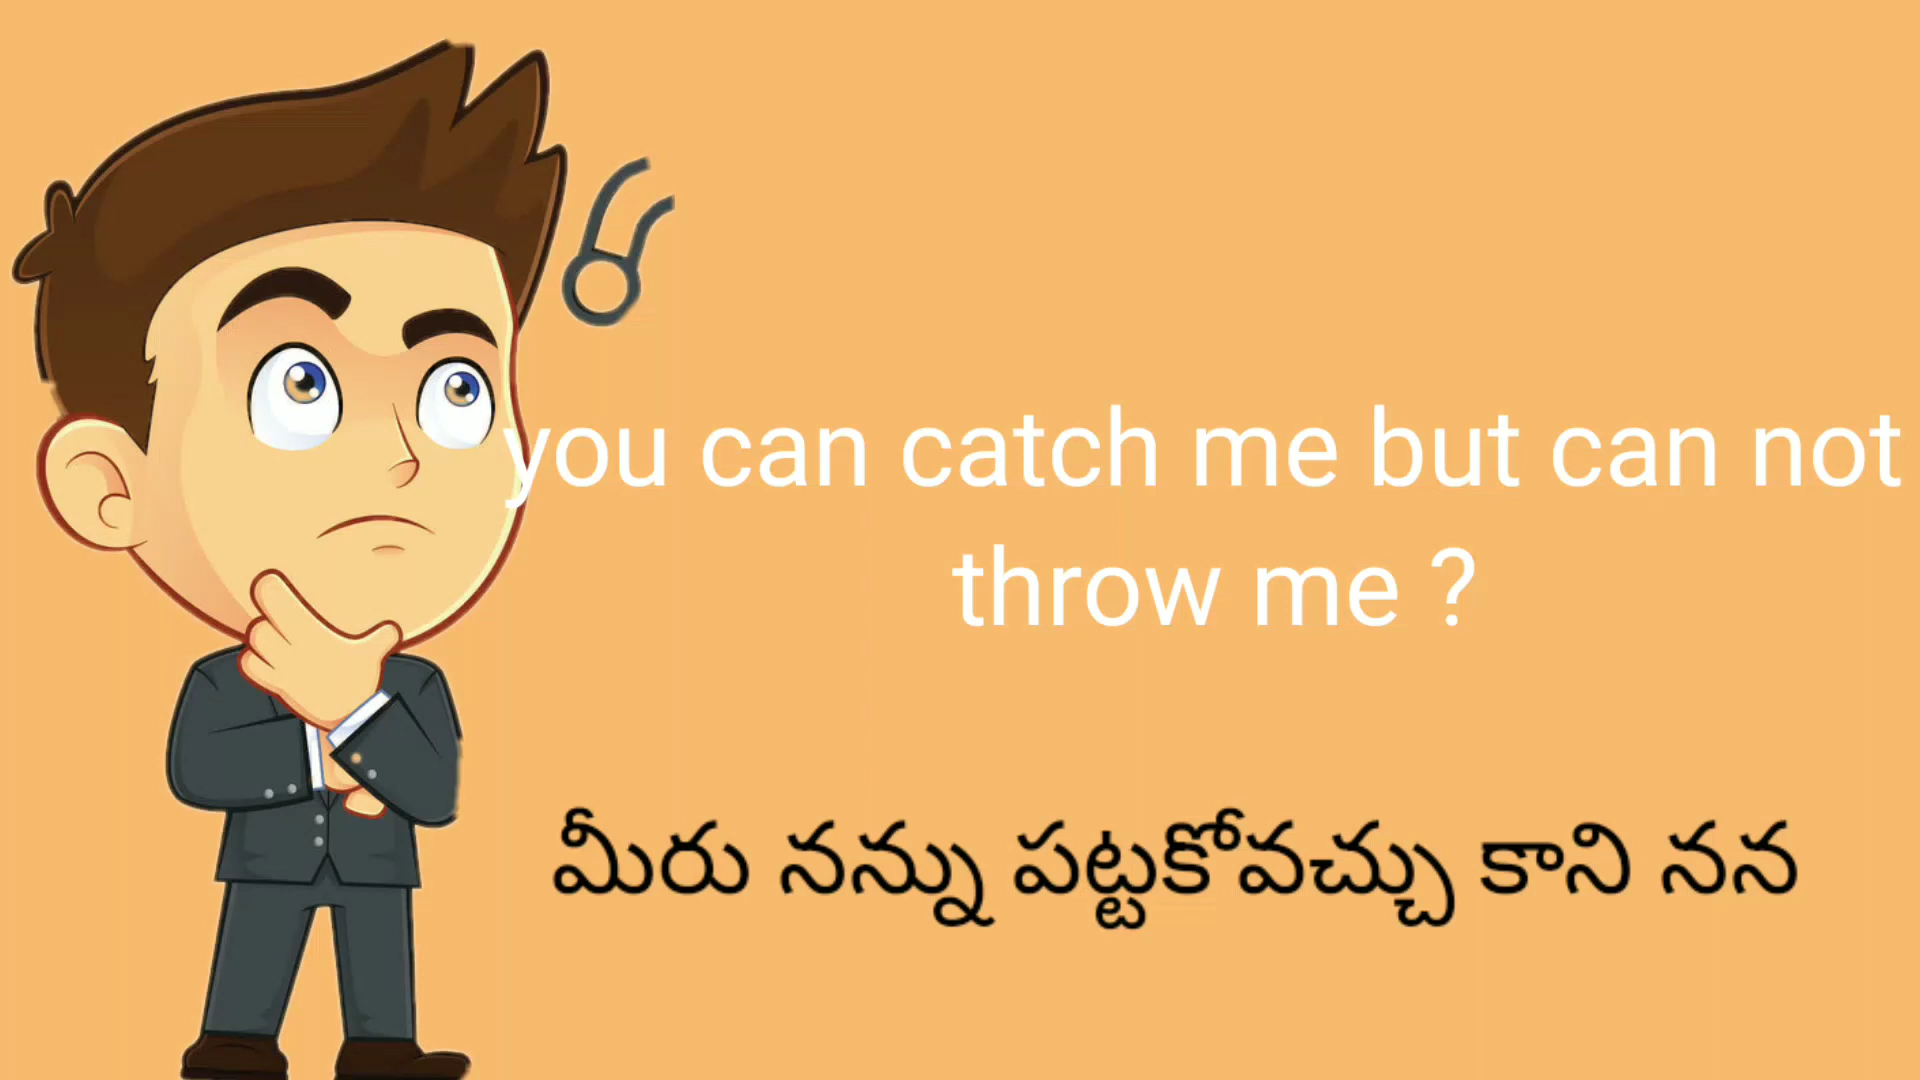 you can catch me but can not
throw me ?
మీరు నన్ను పట్టకోవచ్చు కాని నన